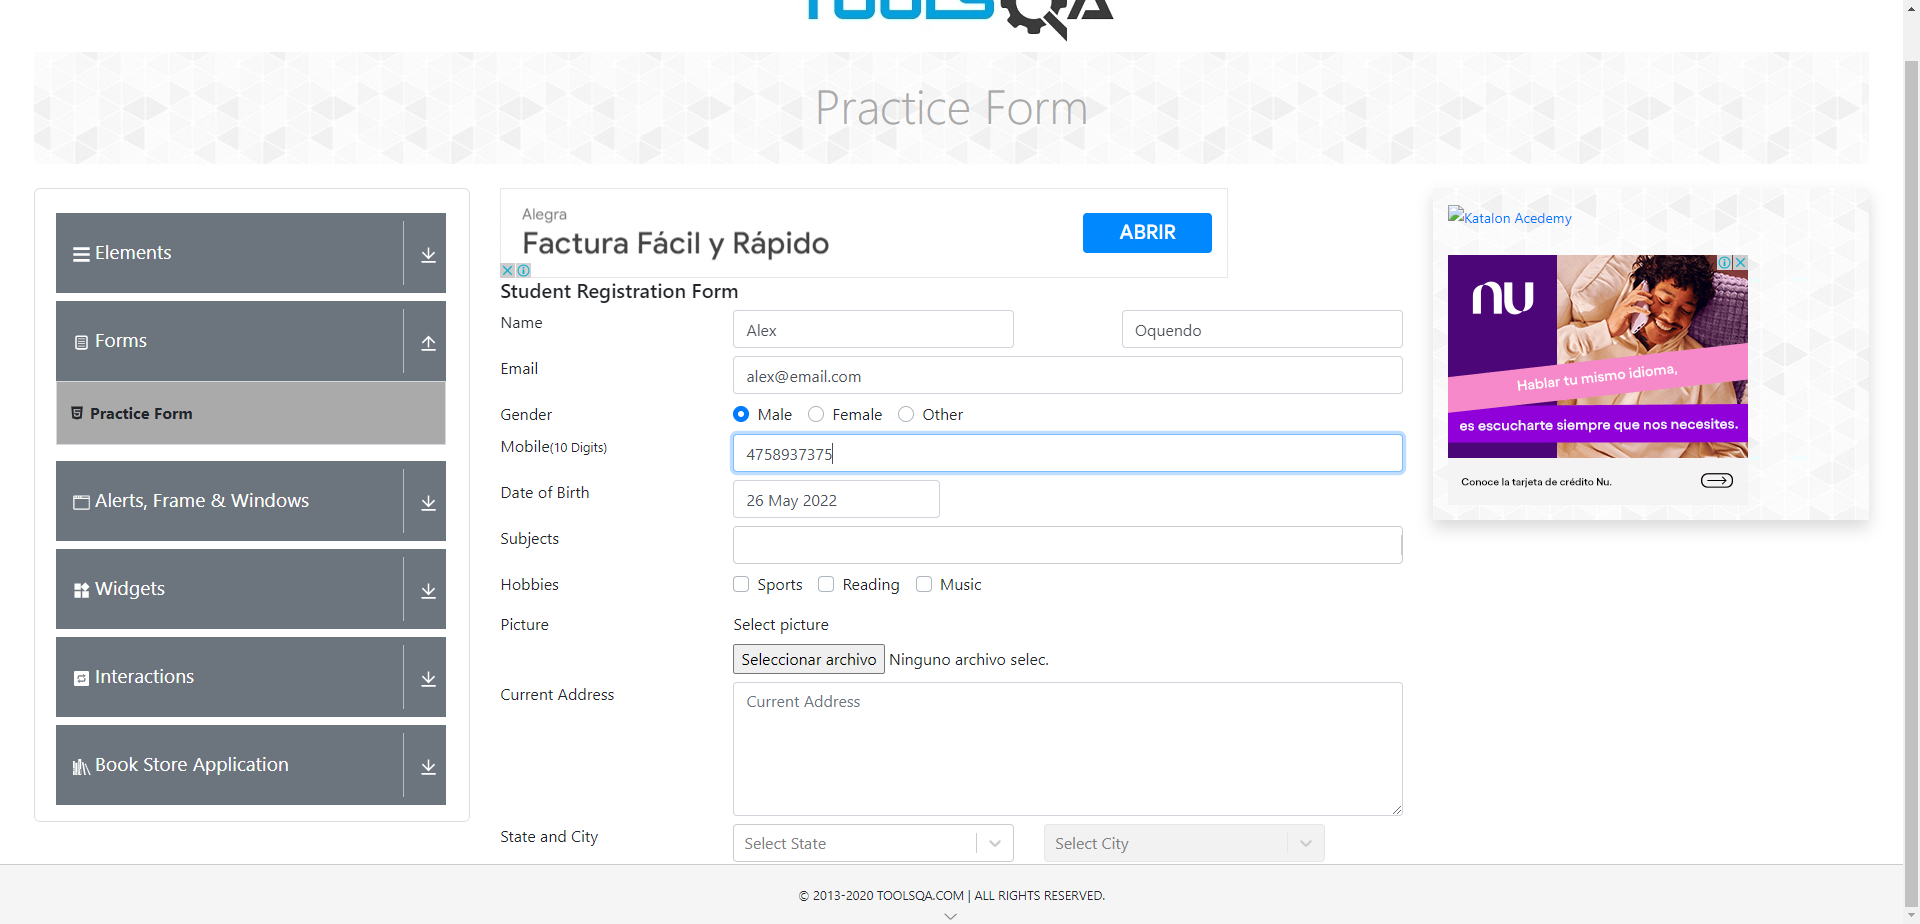 TOOLSQA
Practice Form
Elements
Forms
Practice Form
Alerts, Frame & Windows
Widgets
Interactions
Book Store Application
Alegra
Factura Fácil y Rápido
ABRIR
Student Registration Form
Name
Alex
Oquendo
Email
alex@email.com
Gender
Male
Female
Other
Mobile(10 Digits)
4758937375
Date of Birth
26 May 2022
Subjects
Hobbies
Sports
Reading
Music
Picture
Select picture
Seleccionar archivo
Ninguno archivo selec.
Current Address
Current Address
State and City
Select State
Select City
Katalon Acedemy
nu
Hablar tu mismo idioma,
es escucharte siempre que nos necesites.
Conoce la tarjeta de crédito Nu.
© 2013-2020 TOOLSQA.COM | ALL RIGHTS RESERVED.